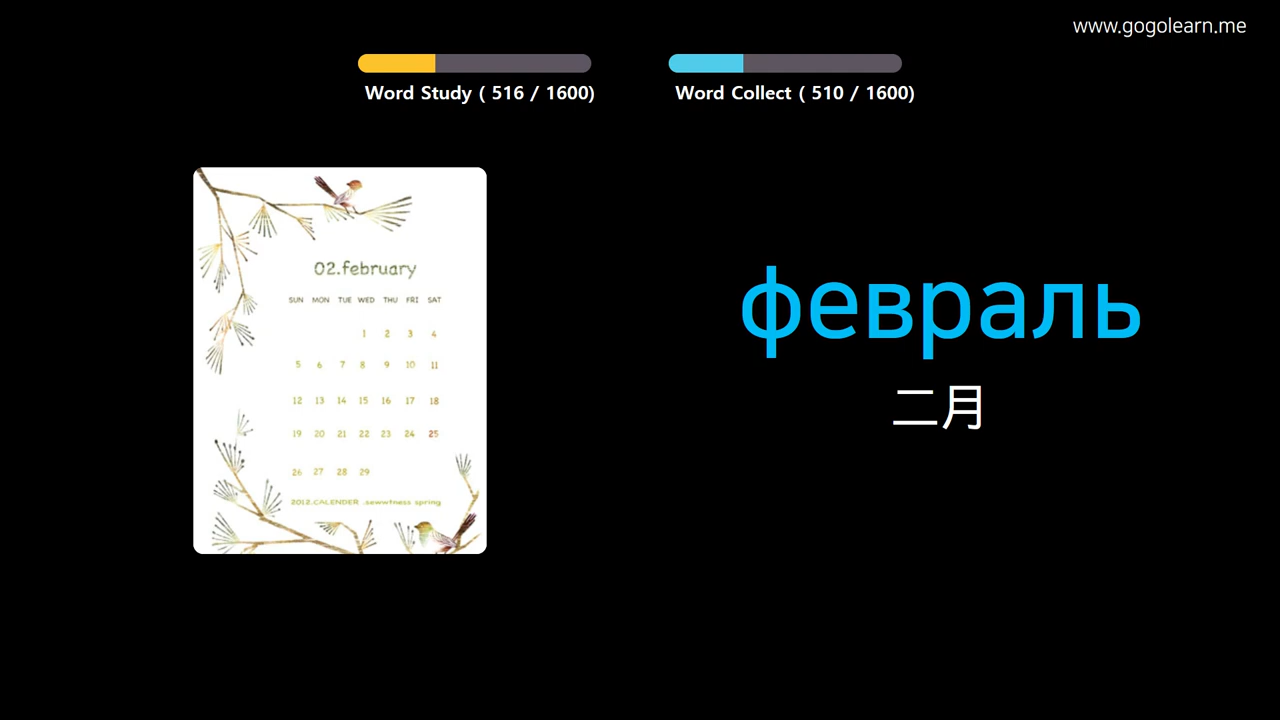 www.gogolearn.me
Word Study ( 516 / 1600)
Word Collect ( 510 / 1600)
02.february
SUN MON TUE WED THU FRI SAT
1 2 3 4
5 6 7 8 9 10 11
12 13 14 15 16 17 18
19 20 21 22 23 24 25
26 27 28 29
2012.CALENDER .sewwtness spring
февраль
二月